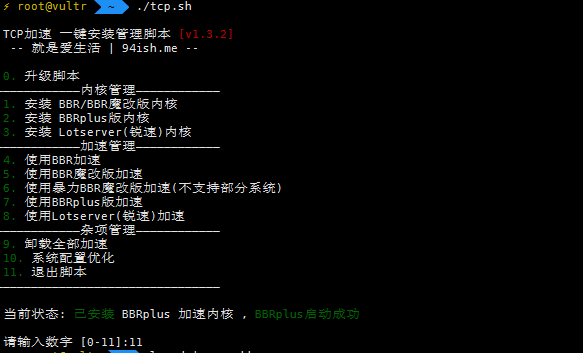 ⚡ root@vultr ~ ./tcp.sh
TCP加速 一键安装管理脚本 [v1.3.2]
-- 就是爱生活 | 94ish.me --
0. 升级脚本
————————————内核管理————————————
1. 安装 BBR/BBR魔改版内核
2. 安装 BBRplus版内核
3. 安装 Lotserver(锐速)内核
————————————加速管理————————————
4. 使用BBR加速
5. 使用BBR魔改版加速
6. 使用暴力BBR魔改版加速(不支持部分系统)
7. 使用BBRplus版加速
8. 使用Lotserver(锐速)加速
————————————杂项管理————————————
9. 卸载全部加速
10. 系统配置优化
11. 退出脚本
————————————————————————————————
当前状态: 已安装 BBRplus 加速内核 , BBRplus启动成功
请输入数字 [0-11]:11